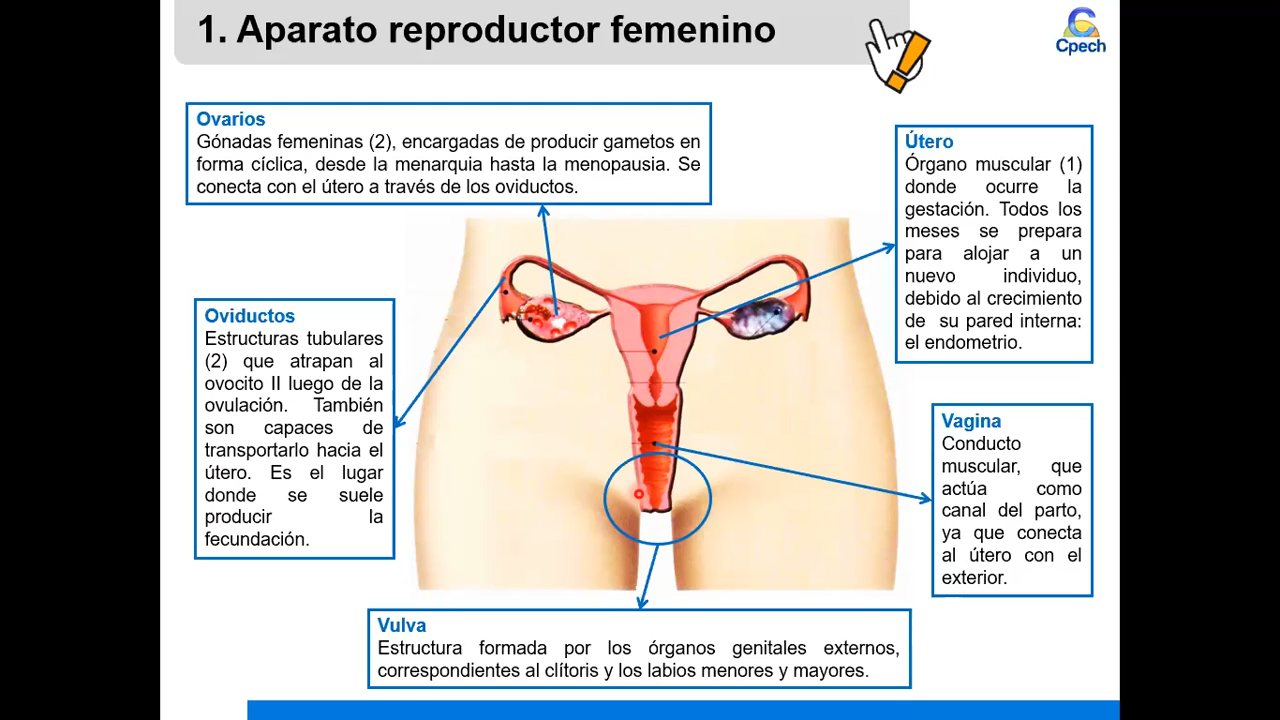 1. Aparato reproductor femenino
Cpech
Ovarios
Gónadas femeninas (2), encargadas de producir gametos en
forma cíclica, desde la menarquia hasta la menopausia. Se
conecta con el útero a través de los oviductos.
Útero
Órgano muscular (1)
donde ocurre la
gestación. Todos los
meses se prepara
para alojar a un
nuevo individuo,
debido al crecimiento
de su pared interna:
el endometrio.
Oviductos
Estructuras tubulares
(2) que atrapan al
ovocito II luego de la
ovulación. También
son capaces de
transportarlo hacia el
útero. Es el lugar
donde se suele
producir la
fecundación.
Vagina
Conducto
muscular, que
actúa como
canal del parto,
ya que conecta
al útero con el
exterior.
Vulva
Estructura formada por los órganos genitales externos,
correspondientes al clítoris y los labios menores y mayores.